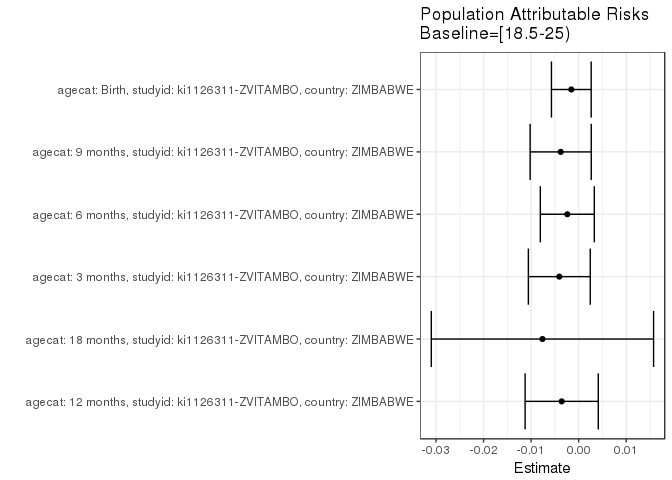 Population Attributable Risks
Baseline=[18.5-25)
agecat: Birth, studyid: ki1126311-ZVITAMBO, country: ZIMBABWE
agecat: 9 months, studyid: ki1126311-ZVITAMBO, country: ZIMBABWE
agecat: 6 months, studyid: ki1126311-ZVITAMBO, country: ZIMBABWE
agecat: 3 months, studyid: ki1126311-ZVITAMBO, country: ZIMBABWE
agecat: 18 months, studyid: ki1126311-ZVITAMBO, country: ZIMBABWE
agecat: 12 months, studyid: ki1126311-ZVITAMBO, country: ZIMBABWE
-0.03 -0.02 -0.01 0.00 0.01
Estimate